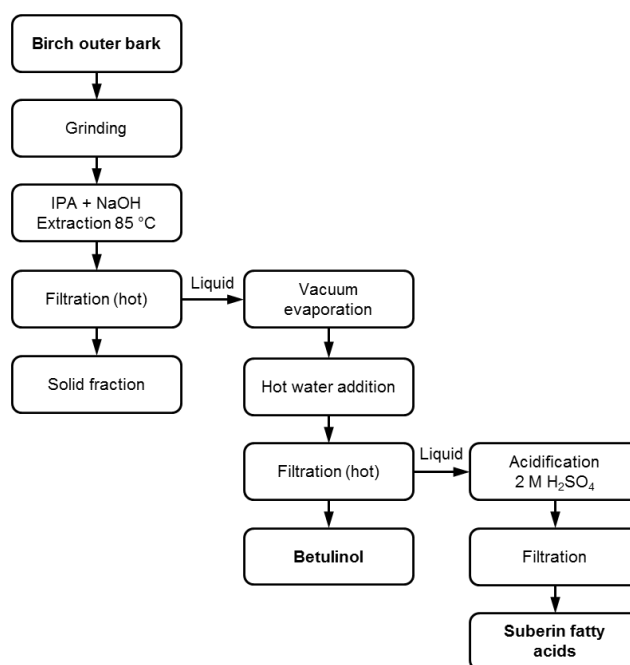 Birch outer bark
Grinding
IPA + NaOH
Extraction 85 °C
Filtration (hot)
Liquid
Vacuum
evaporation
Solid fraction
Hot water addition
Filtration (hot)
Liquid
Acidification
2 M H₂SO₄
Betulinol
Filtration
Suberin fatty
acids